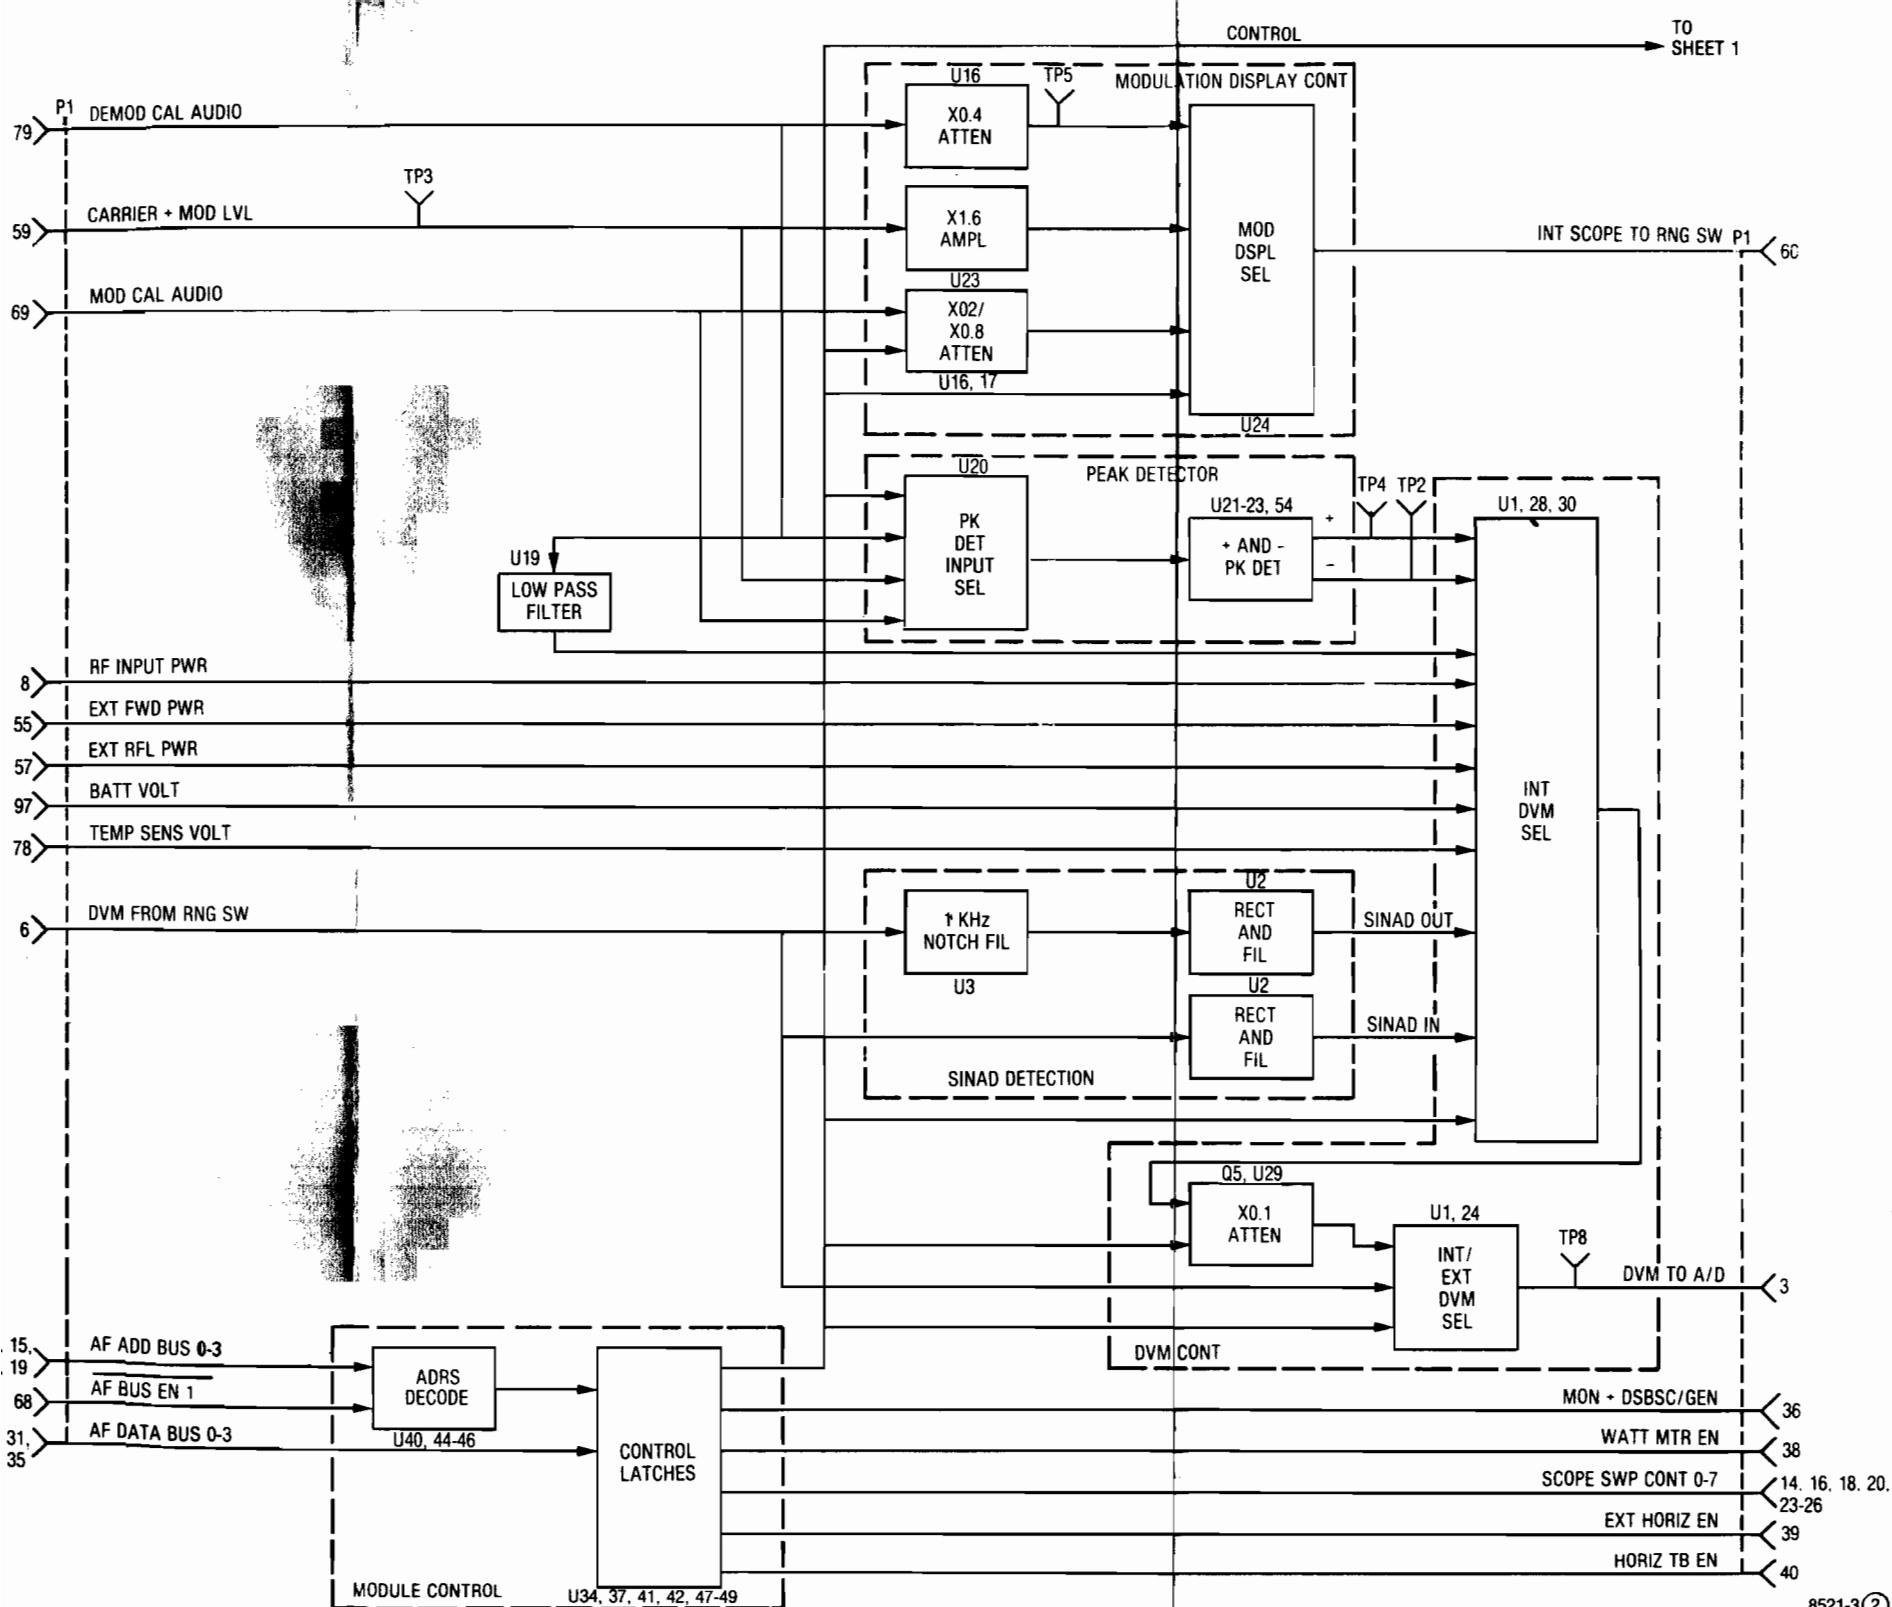 CONTROL
TO
SHEET 1
U16
TP5
MODULATION DISPLAY CONT
P1
79
DEMOD CAL AUDIO
X0.4
ATTEN
TP3
59
CARRIER + MOD LVL
X1.6
AMPL
MOD
DSPL
SEL
INT SCOPE TO RNG SW
P1
60
69
MOD CAL AUDIO
U23
X02/
X0.8
ATTEN
U16, 17
U24
U20
PEAK DETECTOR
PK
DET
INPUT
SEL
U21-23, 54
+ AND -
PK DET
+
-
TP4
TP2
U1, 28, 30
U19
LOW PASS
FILTER
8
RF INPUT PWR
55
EXT FWD PWR
57
EXT RFL PWR
97
BATT VOLT
78
TEMP SENS VOLT
INT
DVM
SEL
6
DVM FROM RNG SW
1 KHz
NOTCH FIL
U3
U2
RECT
AND
FIL
SINAD OUT
U2
RECT
AND
FIL
SINAD IN
SINAD DETECTION
Q5, U29
X0.1
ATTEN
U1, 24
INT/
EXT
DVM
SEL
TP8
DVM TO A/D
3
DVM CONT
15,
19
AF ADD BUS 0-3
68
AF BUS EN 1
31,
35
AF DATA BUS 0-3
ADRS
DECODE
U40, 44-46
CONTROL
LATCHES
MODULE CONTROL
U34, 37, 41, 42, 47-49
MON + DSBSC/GEN
36
WATT MTR EN
38
SCOPE SWP CONT 0-7
14. 16, 18. 20,
23-26
EXT HORIZ EN
39
HORIZ TB EN
40
8521-3②